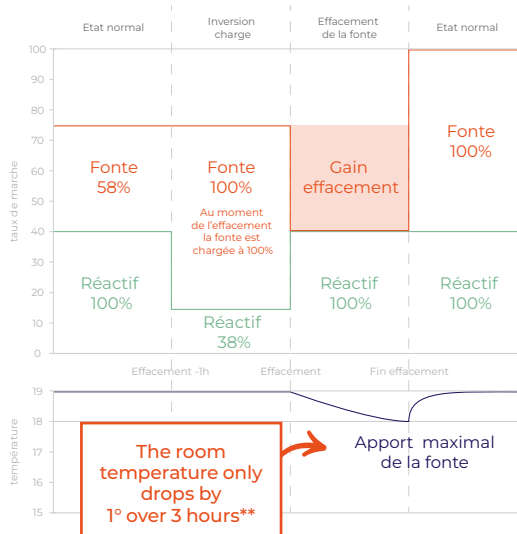 Etat normal
Inversion
charge
Effacement
de la fonte
Etat normal
taux de marche
100
90
80
70
60
50
40
30
20
10
0
Fonte
58%
Fonte
100%
Au moment
de l'effacement
la fonte est
chargée à 100%
Gain
effacement
Fonte
100%
Réactif
100%
Réactif
38%
Réactif
100%
Réactif
100%
Effacement -1h
Effacement
Fin effacement
température
19
18
17
16
15
The room
temperature only
drops by
1° over 3 hours**
Apport maximal
de la fonte